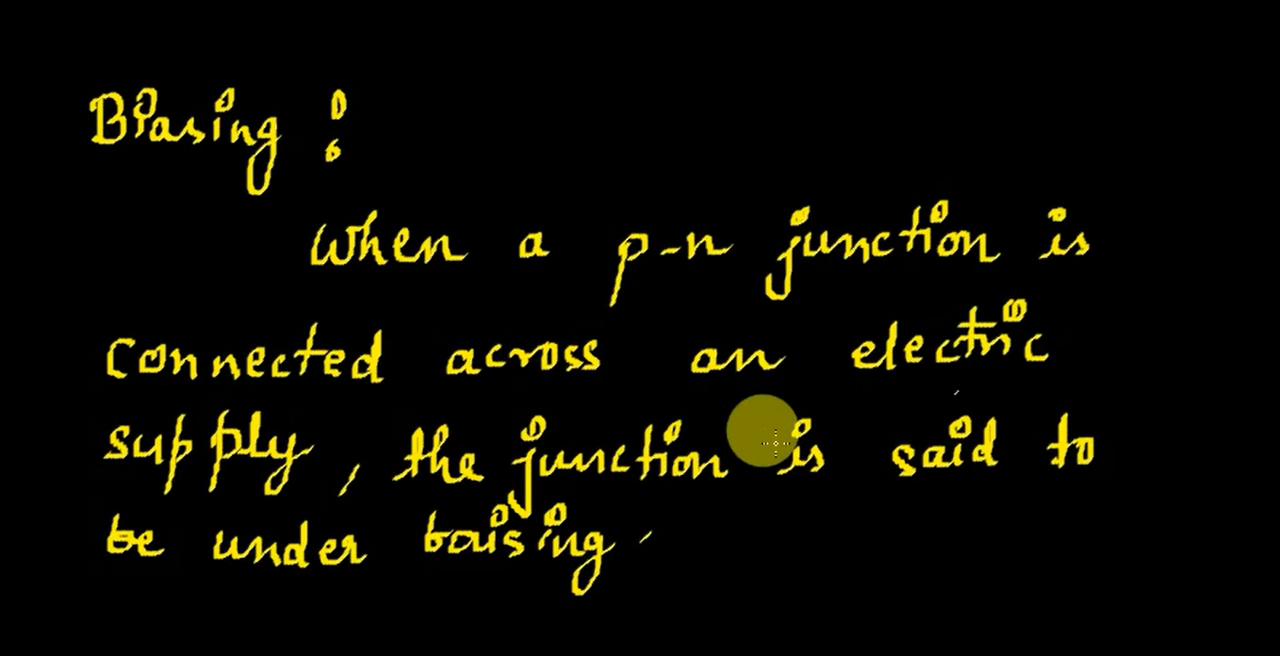 Biasing :
When a p-n junction is
connected across an electric
supply, the junction is said to
be under baising.